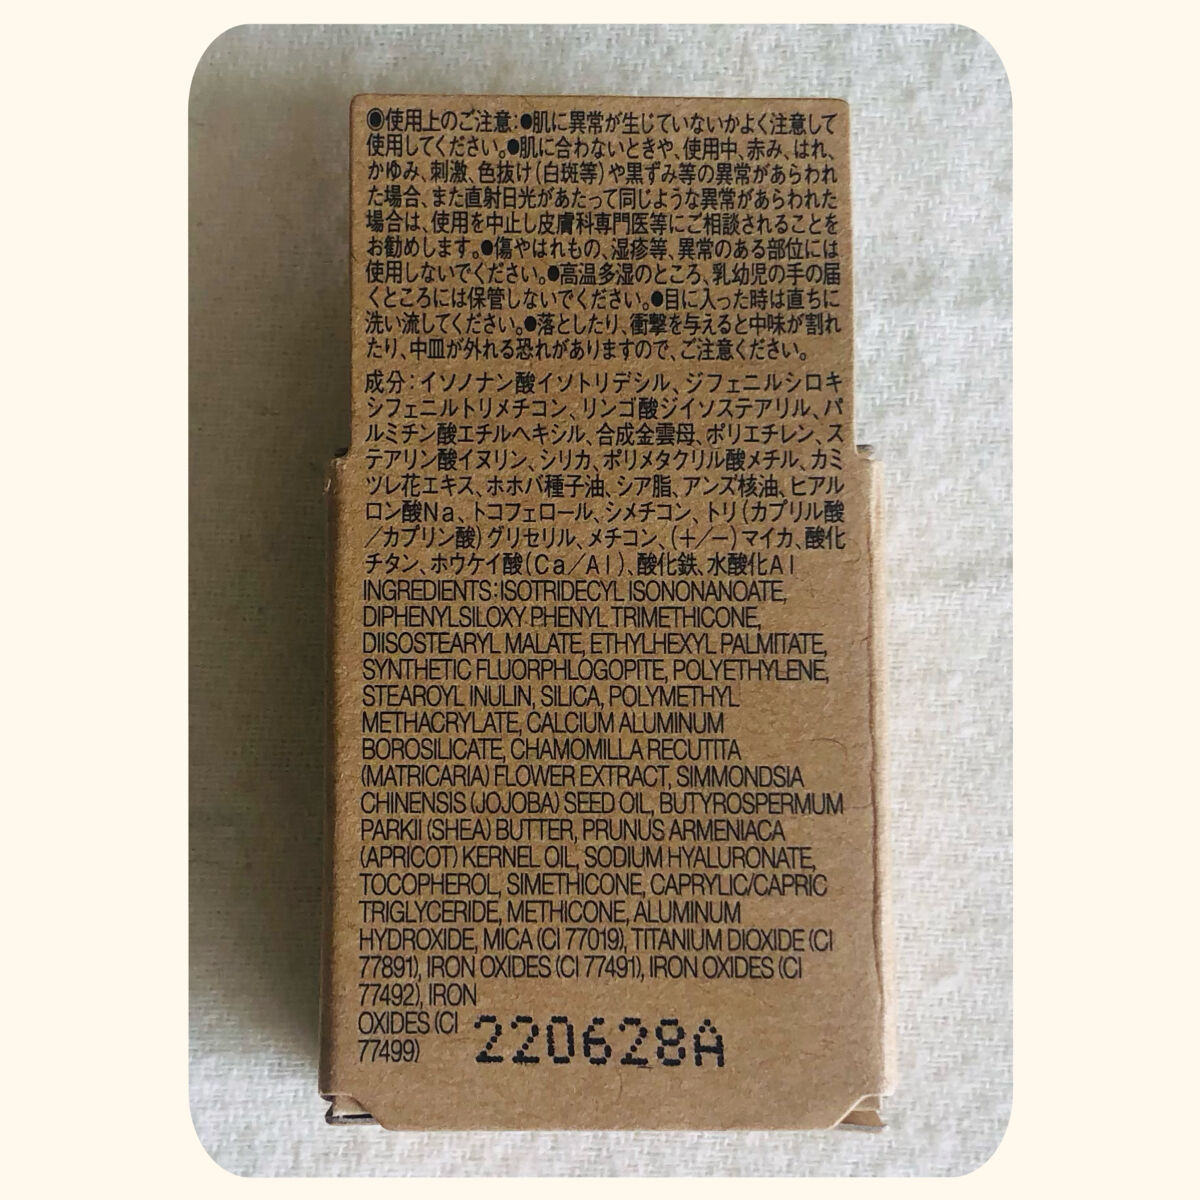 ◉使用上のご注意:●肌に異常が生じていないかよく注意して
使用してください。●肌に合わないときや、使用中、赤み、はれ、
かゆみ、刺激、色抜け(白斑等)や黒ずみ等の異常があらわれ
た場合、また直射日光があたって同じような異常があらわれた
場合は、使用を中止し皮膚科専門医等にご相談されることを
お勧めします。●傷やはれもの、湿疹等、異常のある部位には
使用しないでください。●高温多湿のところ、乳幼児の手の届
くところには保管しないでください。●目に入った時は直ちに
洗い流してください。●落としたり、衝撃を与えると中味が割れ
たり、中皿が外れる恐れがありますので、ご注意ください。
成分:イソノナン酸イソトリデシル、ジフェニルシロキ
シフェニルトリメチコン、リンゴ酸ジイソステアリル、パ
ルミチン酸エチルヘキシル、合成金雲母、ポリエチレン、ス
テアリン酸イヌリン、シリカ、ポリメタクリル酸メチル、カミ
ツレ花エキス、ホホバ種子油、シア脂、アンズ核油、ヒアル
ロン酸Na、トコフェロール、シメチコン、トリ(カプリル酸
/カプリン酸)グリセリル、メチコン、(+/-)マイカ、酸化
チタン、ホウケイ酸(Ca/Al)、酸化鉄、水酸化Al
INGREDIENTS:ISOTRIDECYL ISONONANOATE,
DIPHENYLSILOXY PHENYL TRIMETHICONE,
DIISOSTEARYL MALATE, ETHYLHEXYL PALMITATE,
SYNTHETIC FLUORPHLOGOPITE, POLYETHYLENE,
STEAROYL INULIN, SILICA, POLYMETHYL
METHACRYLATE, CALCIUM ALUMINUM
BOROSILICATE, CHAMOMILLA RECUTITA
(MATRICARIA) FLOWER EXTRACT, SIMMONDSIA
CHINENSIS (JOJOBA) SEED OIL, BUTYROSPERMUM
PARKII (SHEA) BUTTER, PRUNUS ARMENIACA
(APRICOT) KERNEL OIL, SODIUM HYALURONATE,
TOCOPHEROL, SIMETHICONE, CAPRYLIC/CAPRIC
TRIGLYCERIDE, METHICONE, ALUMINUM
HYDROXIDE, MICA (CI 77019), TITANIUM DIOXIDE (CI
77891), IRON OXIDES (CI 77491), IRON OXIDES (CI
77492), IRON
OXIDES (CI
77499)
220628A